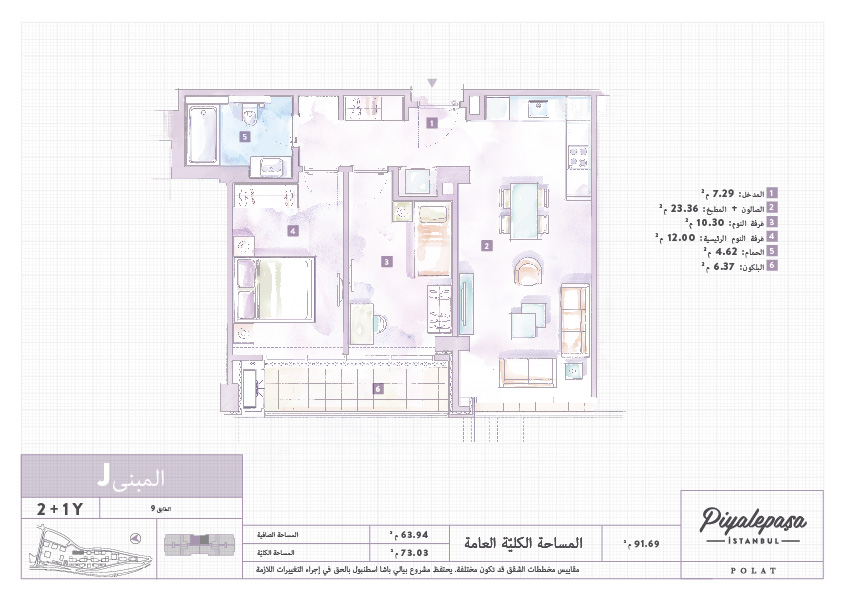 1
5
4
3
2
6
1 المدخل: 7.29 م²
2 الصالون + المطبخ: 23.36 م²
3 غرفة النوم: 10.30 م²
4 غرفة النوم الرئيسية: 12.00 م²
5 الحمام: 4.62 م²
6 البلكون: 6.37 م²
المبنى J
2+1Y
الطابق 9
المساحة الصافية 63.94 م²
المساحة الكليّة 73.03 م²
المساحة الكليّة العامة 91.69 م²
مقاييس مخططات الشقق قد تكون مختلفة. يحتفظ مشروع بيالي باشا اسطنبول بالحق في إجراء التغييرات اللازمة
Piyalepaşa
İSTANBUL
POLAT